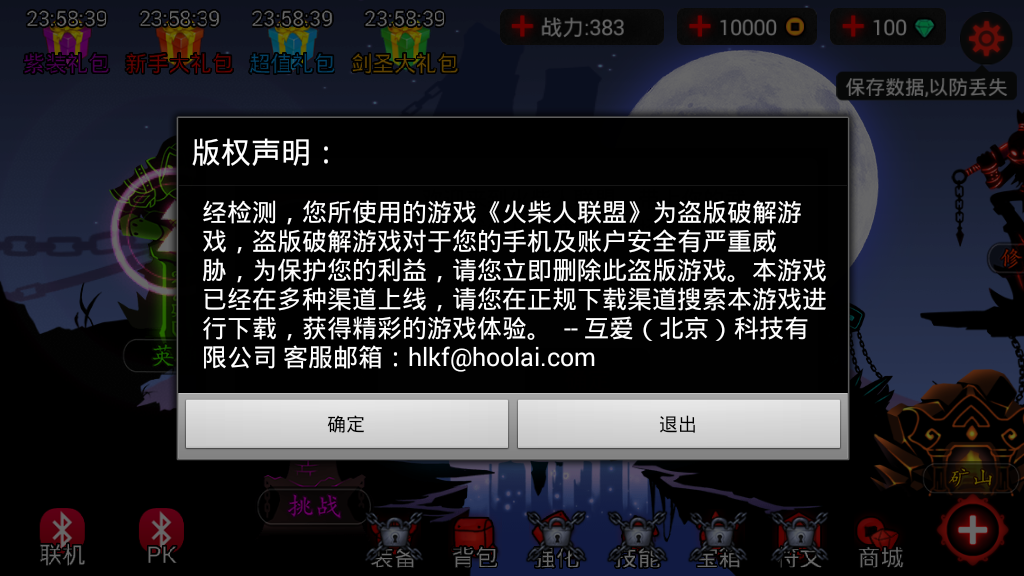 23:58:39 23:58:39 23:58:39 23:58:39
战力:383 10000 100
紫装礼包 新手大礼包 超值礼包 剑圣大礼包
保存数据,以防丢失
版权声明：
经检测，您所使用的游戏《火柴人联盟》为盗版破解游
戏，盗版破解游戏对于您的手机及账户安全有严重威
胁，为保护您的利益，请您立即删除此盗版游戏。本游戏
已经在多种渠道上线，请您在正规下载渠道搜索本游戏进
行下载，获得精彩的游戏体验。 -- 互爱（北京）科技有
限公司 客服邮箱：hlkf@hoolai.com
修
英
确定 退出
矿山
挑战
联机 PK 装备 背包 强化 技能 宝箱 符文 商城